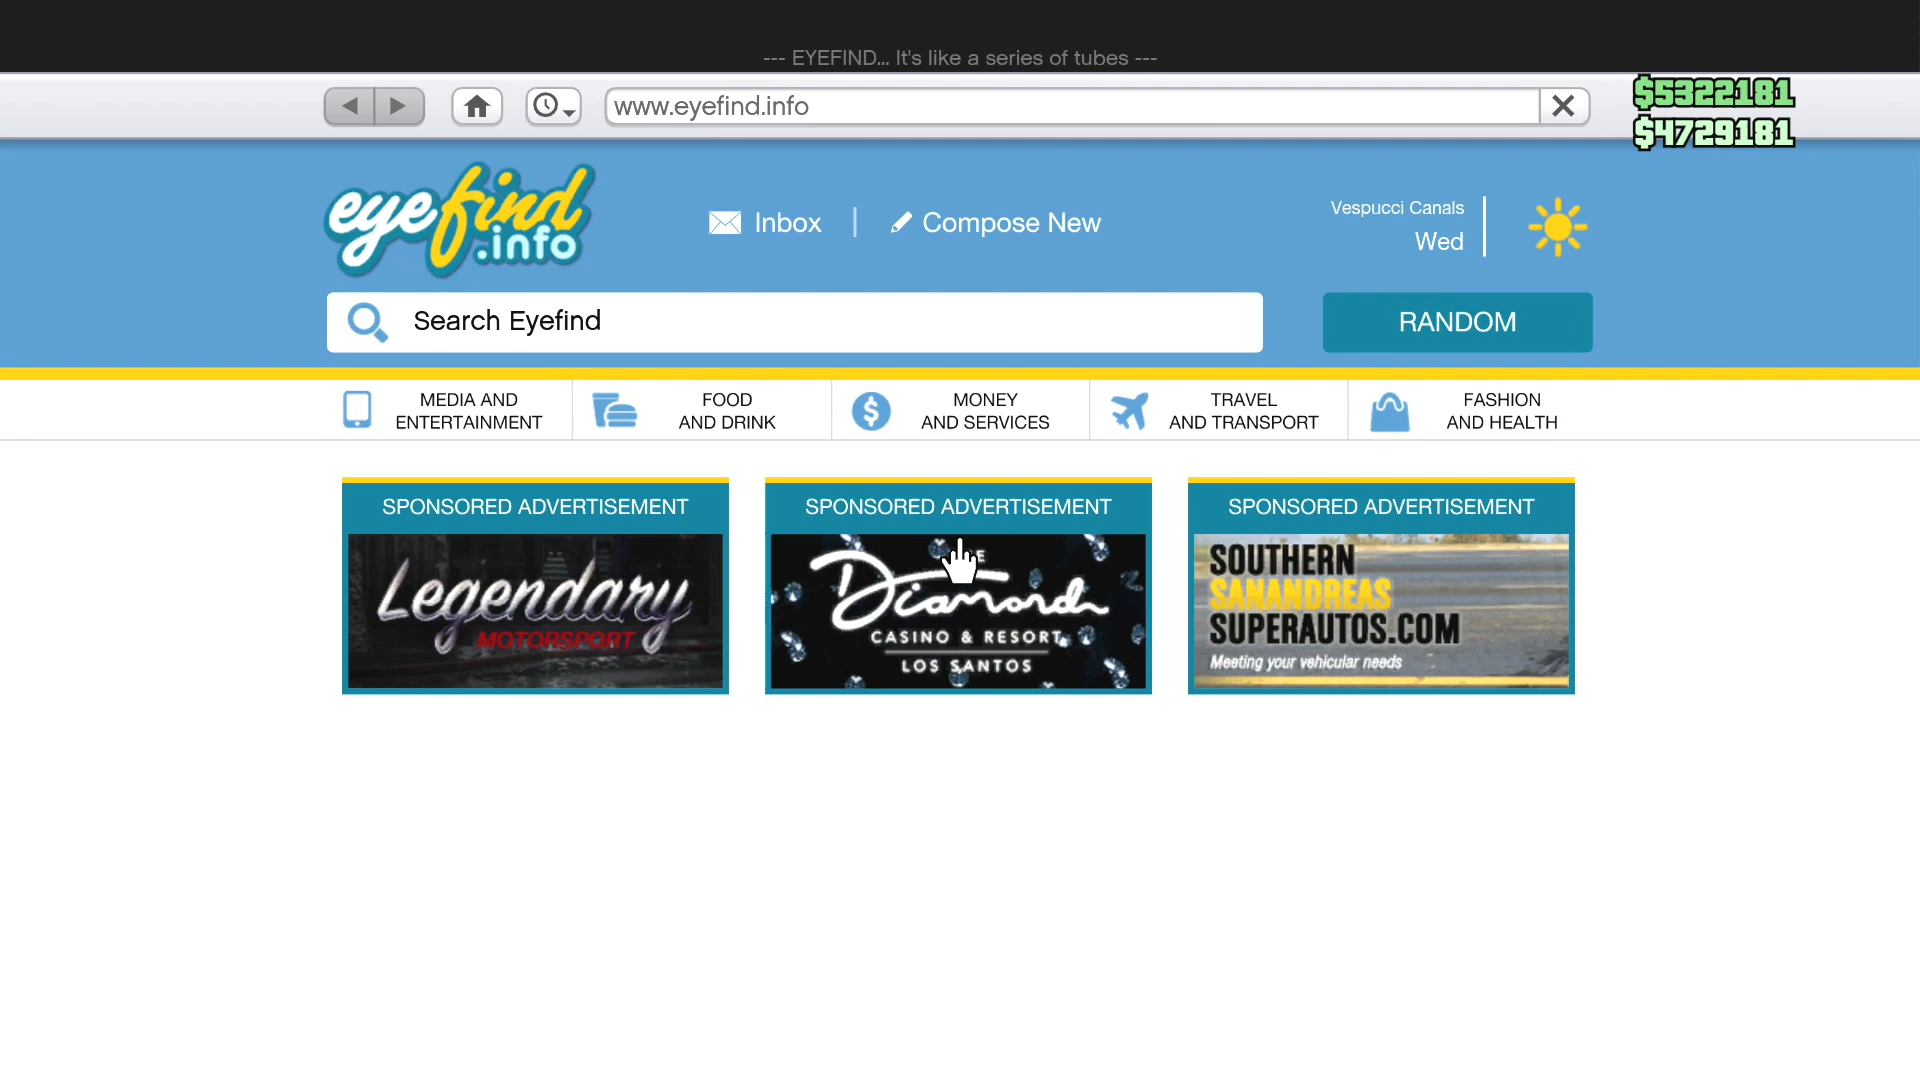 --- EYEFIND... It's like a series of tubes ---
www.eyefind.info
$5322181
$4729181
eyefind
.info
Inbox
Compose New
Vespucci Canals
Wed
Search Eyefind
RANDOM
MEDIA AND
ENTERTAINMENT
FOOD
AND DRINK
MONEY
AND SERVICES
TRAVEL
AND TRANSPORT
FASHION
AND HEALTH
SPONSORED ADVERTISEMENT
Legendary
MOTORSPORT
SPONSORED ADVERTISEMENT
Diamond
CASINO & RESORT
LOS SANTOS
SPONSORED ADVERTISEMENT
SOUTHERN
SANANDREAS
SUPERAUTOS.COM
Meeting your vehicular needs